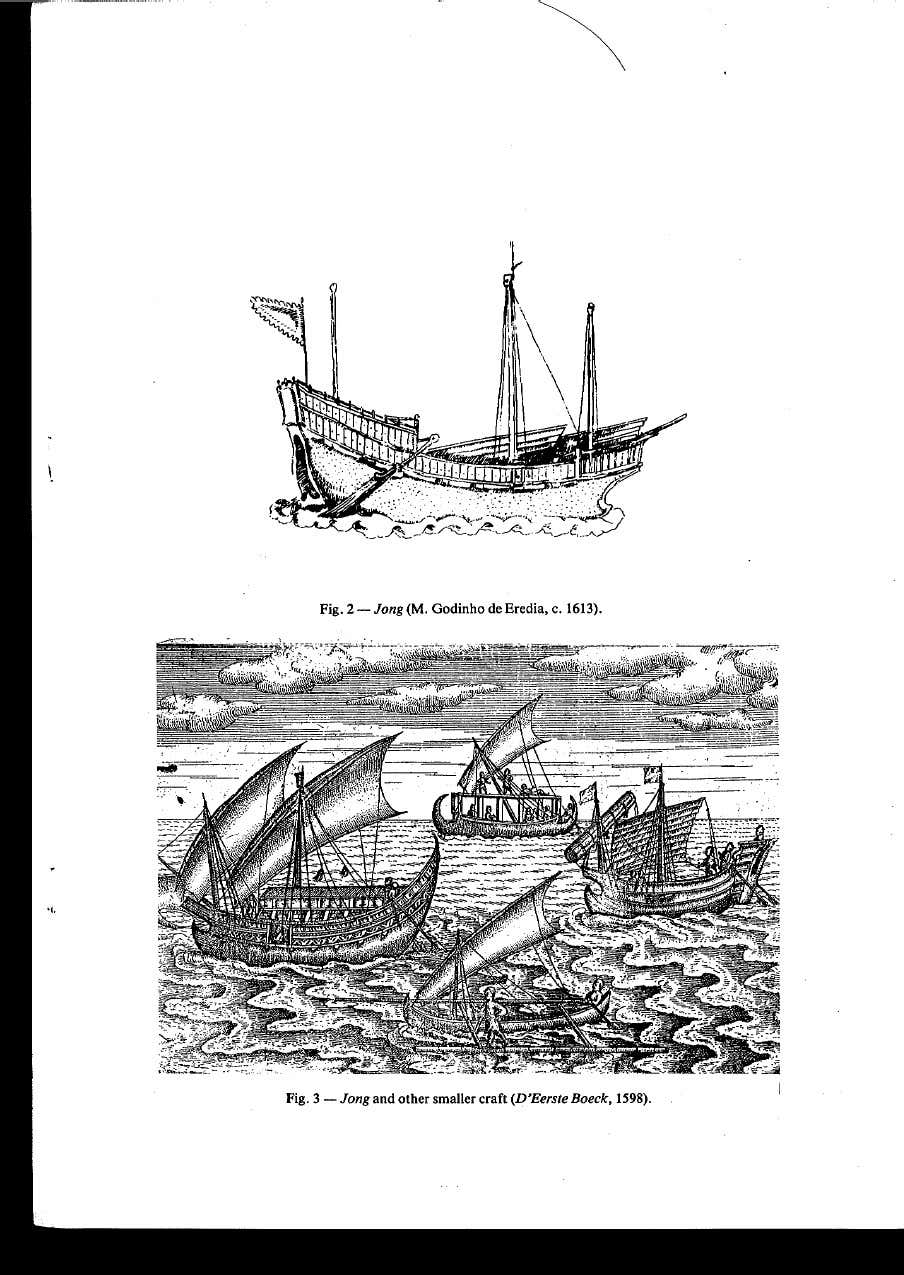 Fig. 2 — Jong (M. Godinho de Eredia, c. 1613).
Fig. 3 — Jong and other smaller craft (D’Eerste Boeck, 1598).